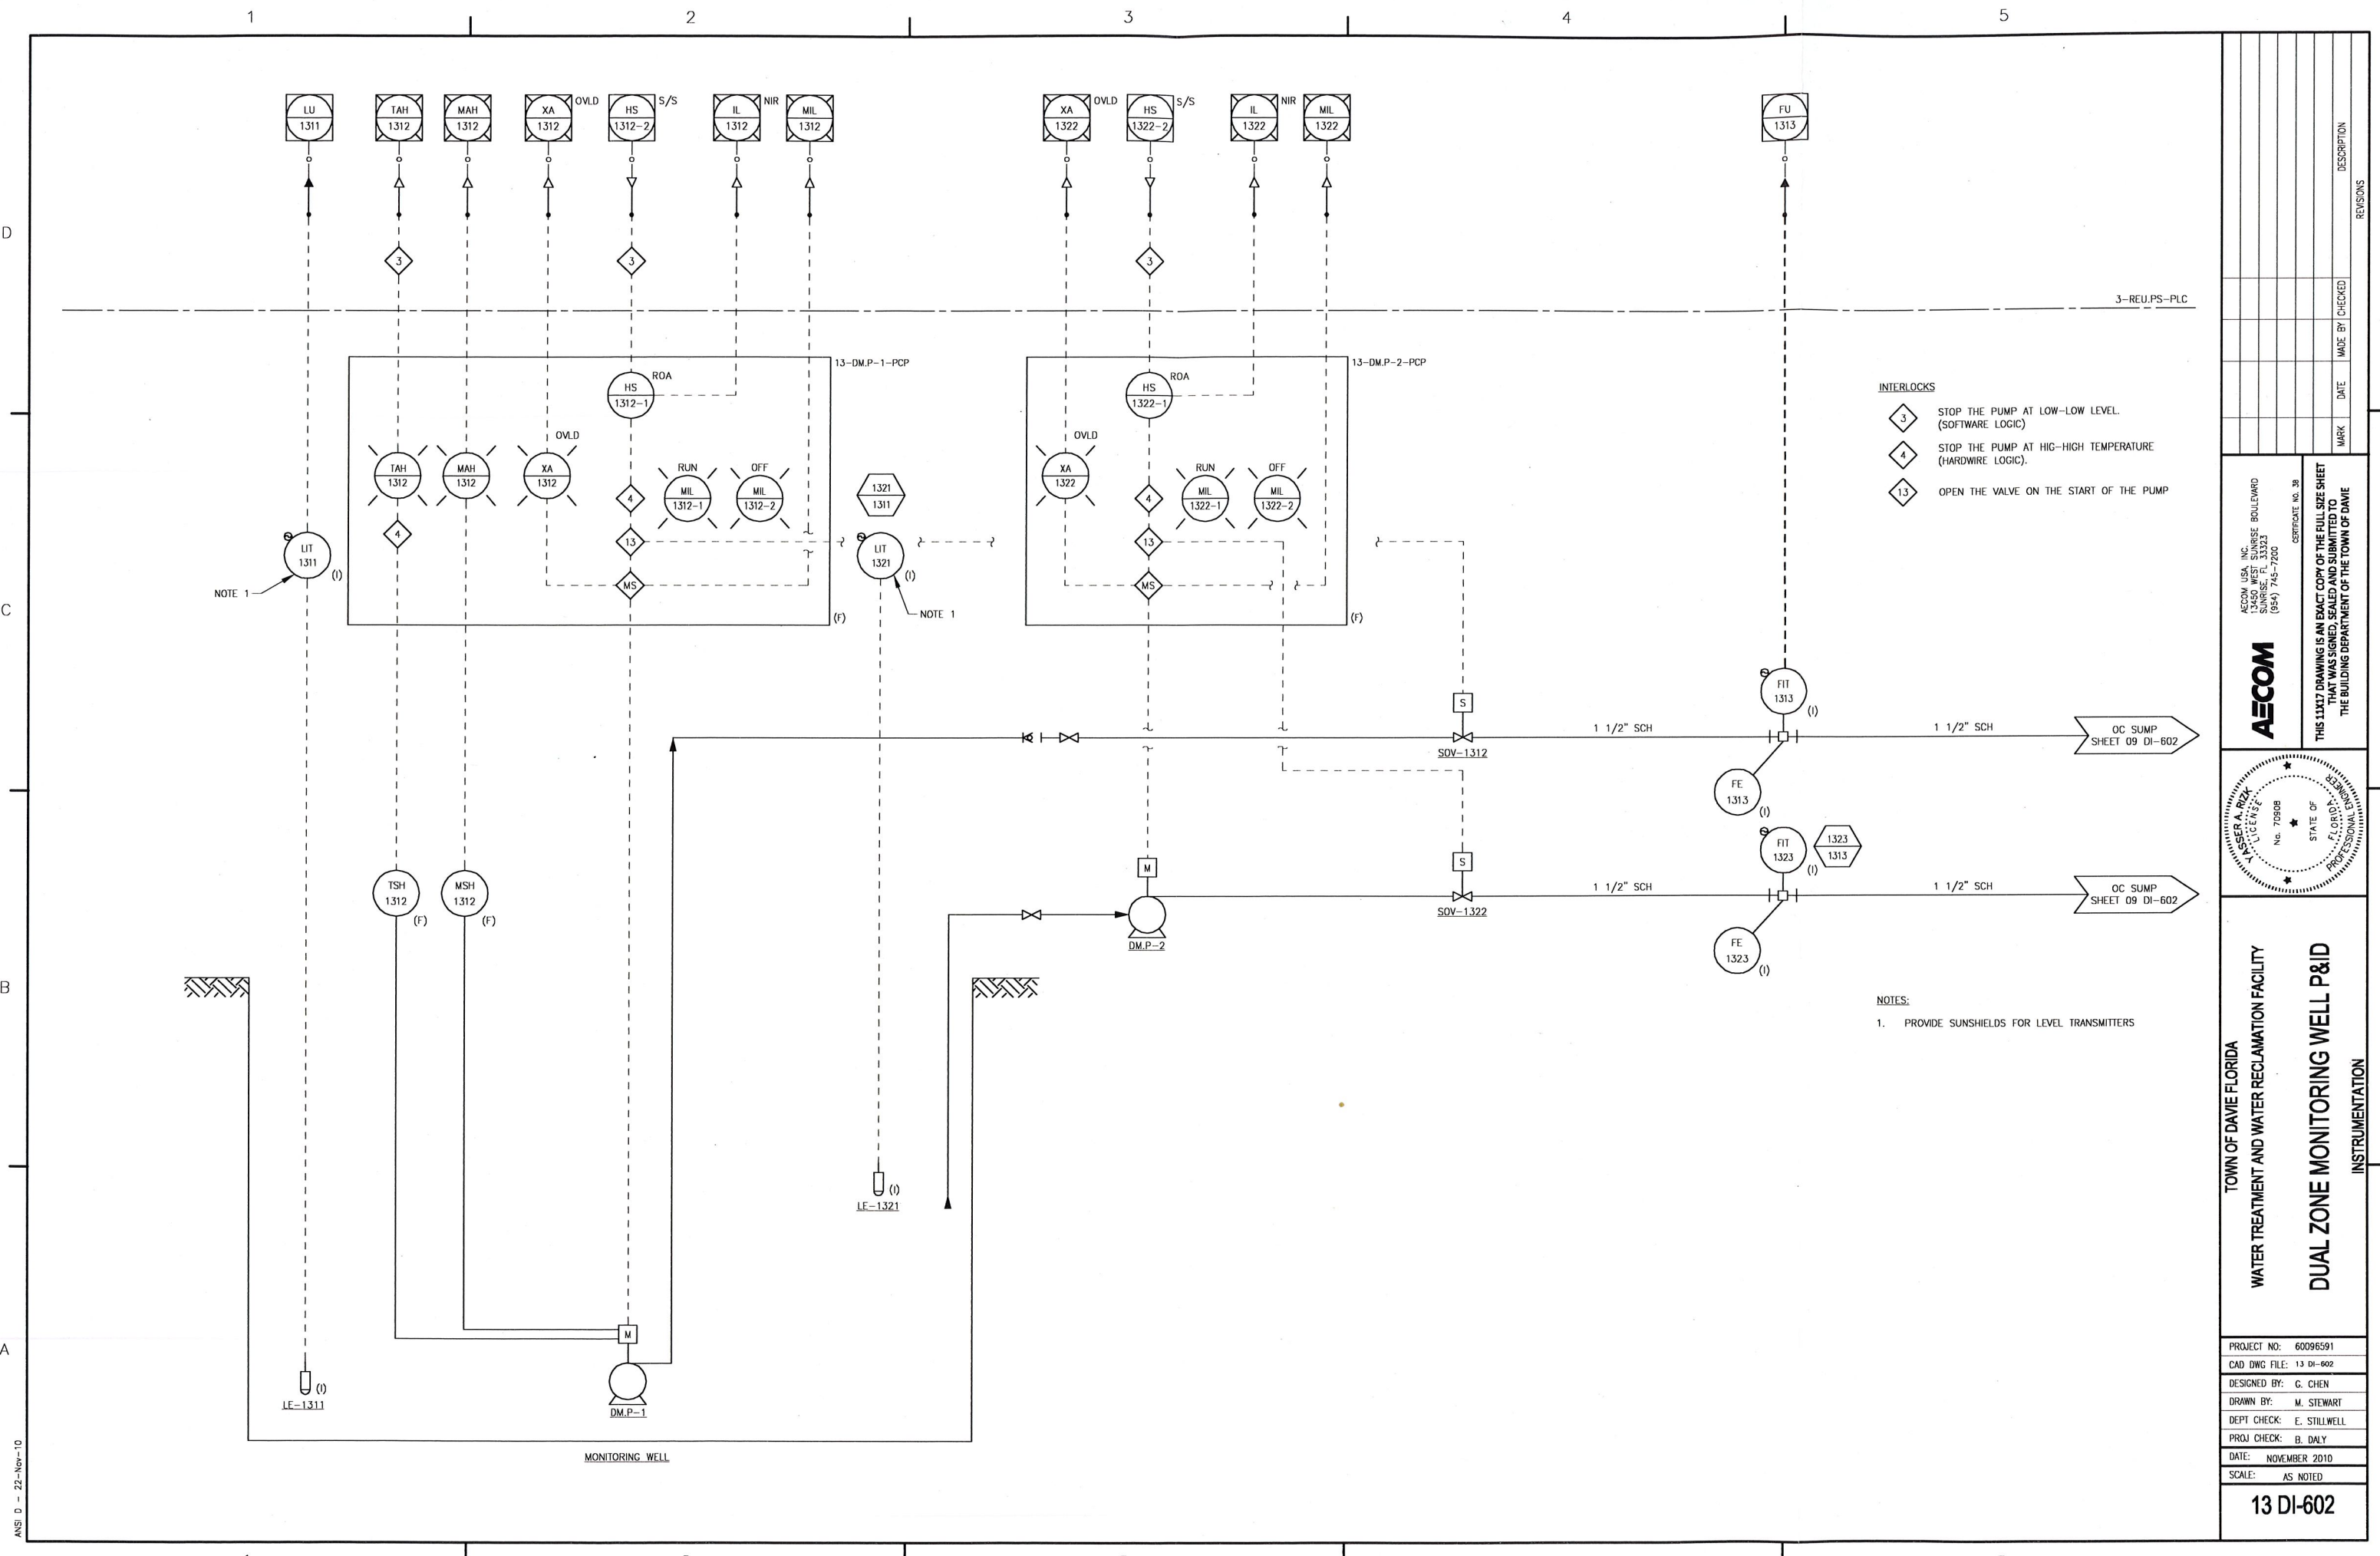 1 2 3 4 5
LU
1311
TAH
1312
MAH
1312
XA
1312
OVLD
HS
1312-2
S/S
IL
1312
NIR
MIL
1312
XA
1322
OVLD
HS
1322-2
S/S
IL
1322
NIR
MIL
1322
FU
1313
D
3
3
3
3-REU.PS-PLC
13-DM.P-1-PCP
13-DM.P-2-PCP
HS
1312-1
ROA
HS
1322-1
ROA
INTERLOCKS
3
STOP THE PUMP AT LOW-LOW LEVEL.
(SOFTWARE LOGIC)
4
STOP THE PUMP AT HIG-HIGH TEMPERATURE
(HARDWIRE LOGIC).
13
OPEN THE VALVE ON THE START OF THE PUMP
TAH
1312
MAH
1312
OVLD
XA
1312
4
RUN
MIL
1312-1
OFF
MIL
1312-2
1321
1311
OVLD
XA
1322
4
RUN
MIL
1322-1
OFF
MIL
1322-2
4
13
13
LIT
1311
(I)
LIT
1321
(I)
NOTE 1
NOTE 1
MS
MS
C
(F)
(F)
FIT
1313
(I)
S
SOV-1312
1 1/2" SCH
1 1/2" SCH
OC SUMP
SHEET 09 DI-602
FE
1313
(I)
FIT
1323
(I)
1323
1313
M
S
TSH
1312
(F)
MSH
1312
(F)
DM.P-2
SOV-1322
1 1/2" SCH
1 1/2" SCH
OC SUMP
SHEET 09 DI-602
FE
1323
(I)
B
NOTES:
1. PROVIDE SUNSHIELDS FOR LEVEL TRANSMITTERS
(I)
LE-1321
A
M
(I)
LE-1311
DM.P-1
MONITORING WELL
ANSI D - 22-Nov-10
MARK DATE MADE BY CHECKED DESCRIPTION
REVISIONS
AECOM
AECOM USA, INC.
13450 WEST SUNRISE BOULEVARD
SUNRISE, FL 33323
(954) 745-7200
CERTIFICATE NO. 38
THIS 11X17 DRAWING IS AN EXACT COPY OF THE FULL SIZE SHEET
THAT WAS SIGNED, SEALED AND SUBMITTED TO
THE BUILDING DEPARTMENT OF THE TOWN OF DAVIE
YASSER A. RIZK
LICENSE
No. 70908
STATE OF
FLORIDA
PROFESSIONAL ENGINEER
TOWN OF DAVIE FLORIDA
WATER TREATMENT AND WATER RECLAMATION FACILITY
DUAL ZONE MONITORING WELL P&ID
INSTRUMENTATION
PROJECT NO: 60096591
CAD DWG FILE: 13 DI-602
DESIGNED BY: G. CHEN
DRAWN BY: M. STEWART
DEPT CHECK: E. STILLWELL
PROJ CHECK: B. DALY
DATE: NOVEMBER 2010
SCALE: AS NOTED
13 DI-602